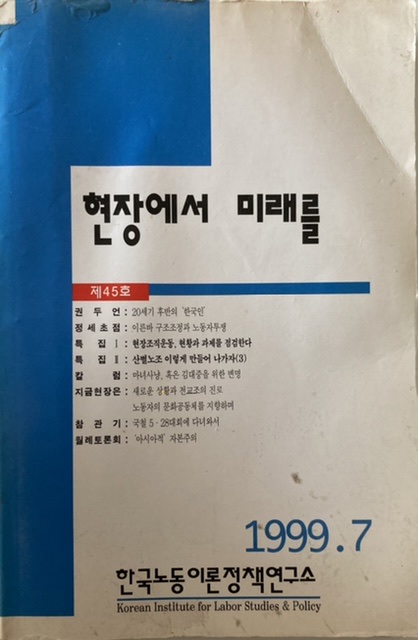 현장에서 미래를
제45호
권두언 : 20세기 후반의 '한국인'
정세초점 : 이른바 구조조정과 노동자투쟁
특집 Ⅰ : 현장조직운동, 현황과 과제를 점검한다
특집 Ⅱ : 산별노조 이렇게 만들어 나가자(3)
칼럼 : 마녀사냥, 혹은 김대중을 위한 변명
지금현장은 : 새로운 상황과 전교조의 진로
노동자의 문화공동체를 지향하며
참관기 : 국철 5·28대회에 다녀와서
월례토론회 : '아시아적' 자본주의
1999.7
한국노동이론정책연구소
Korean Institute for Labor Studies & Policy